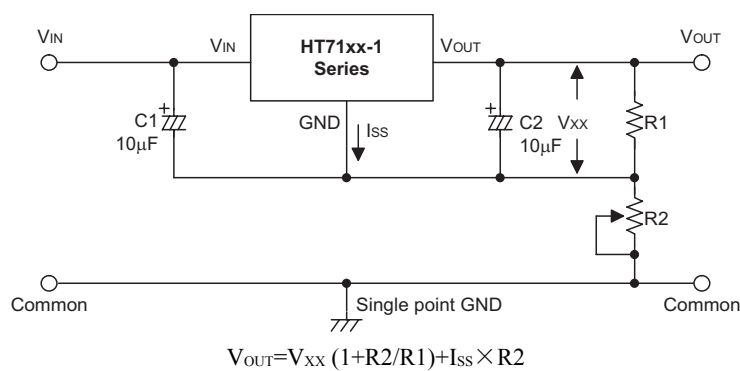 VIN
VIN
HT71xx-1
Series
VOUT
VOUT
C1
10μF
GND
ISS
C2
10μF
VXX
R1
R2
Common
Single point GND
Common
VOUT=VXX (1+R2/R1)+ISS×R2